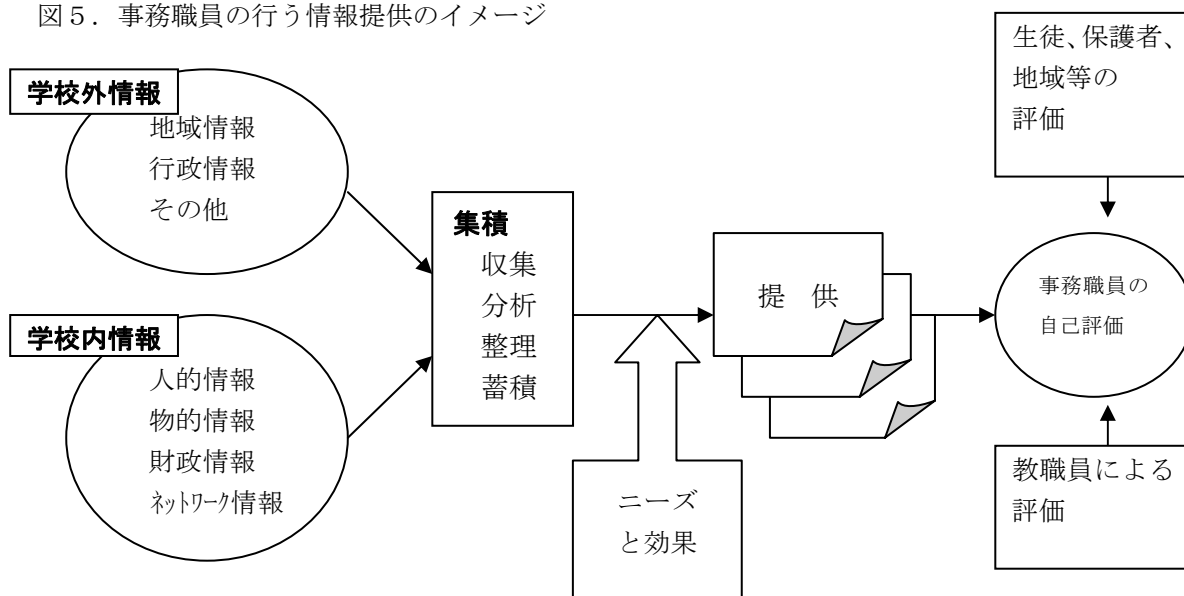 図５．事務職員の行う情報提供のイメージ
学校外情報
地域情報
行政情報
その他
学校内情報
人的情報
物的情報
財政情報
ﾈｯﾄﾜｰｸ情報
集積
収集
分析
整理
蓄積
ニーズ
と効果
提　供
生徒、保護者、
地域等の
評価
事務職員の
自己評価
教職員による
評価